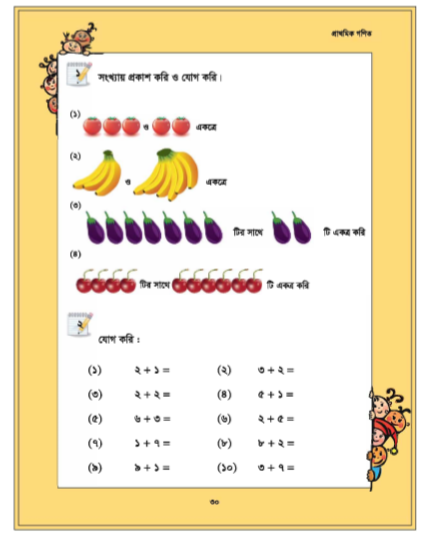 প্রাথমিক গণিত
১
সংখ্যায় প্রকাশ করি ও যোগ করি।
(১) ও একত্রে
(২) ও একত্রে
(৩) টির সাথে টি একত্র করি
(৪) টির সাথে টি একত্র করি
২
যোগ করি :
(১) ২ + ১ = (২) ৩ + ২ =
(৩) ২ + ২ = (৪) ৫ + ১ =
(৫) ৬ + ৩ = (৬) ২ + ৫ =
(৭) ১ + ৭ = (৮) ৮ + ২ =
(৯) ৯ + ১ = (১০) ৩ + ৭ =
৩০